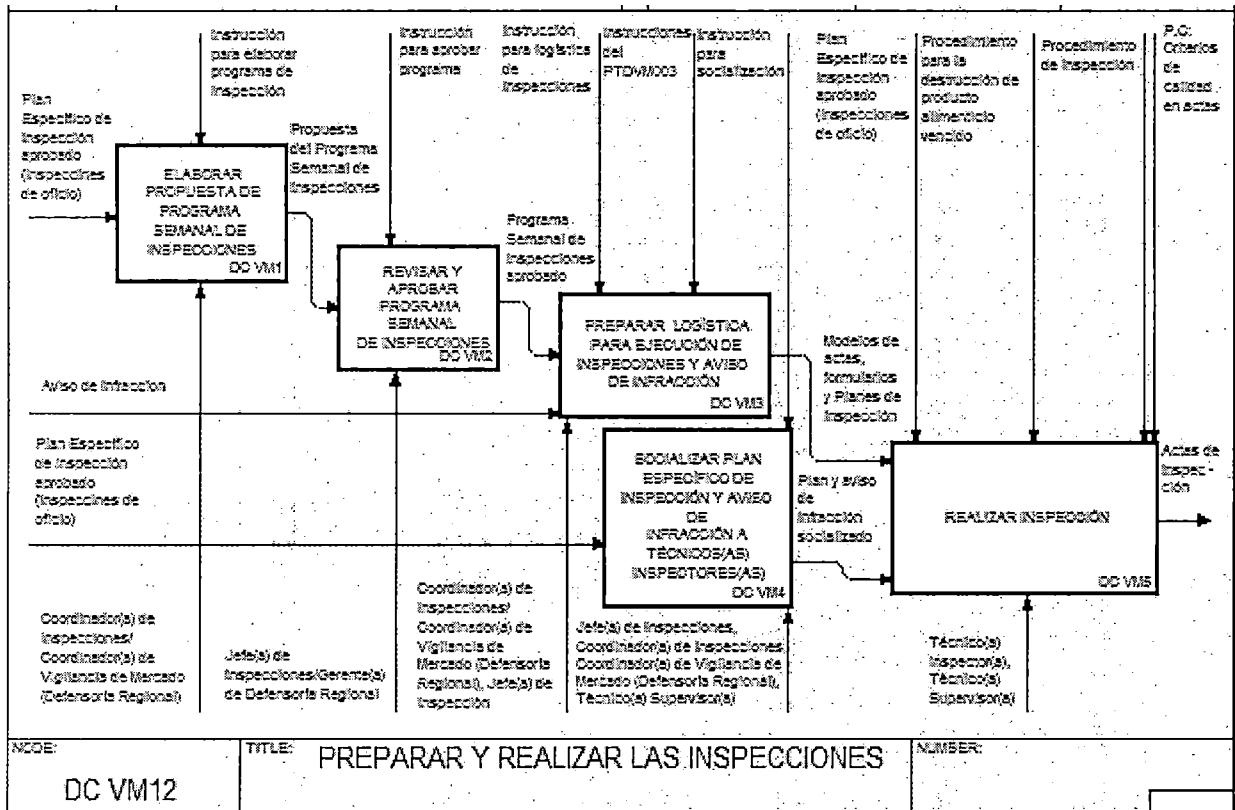 Instrucción
para elaborar
programa de
inspección
Instrucción
para aprobar
programa
Instrucción
para logística
de
Inspecciones
Instrucciones
del
PTDVM003
Instrucción
para
socialización
Plan
Específico de
Inspección
aprobado
(Inspecciones
de oficio)
Procedimiento
para la
destrucción de
producto
alimenticio
vencido
Procedimiento
de Inspección
P.C:
Criterios
de
calidad
en actas
Plan
Específico de
Inspección
aprobado
(Inspeccines
de oficio)
ELABORAR
PROPUESTA DE
PROGRAMA
SEMANAL DE
INSPECCIONES
DC VM1
Propuesta
del Programa
Semanal de
Inspecciones
REVISAR Y
APROBAR
PROGRAMA
SEMANAL
DE INSPECCIONES
DC VM2
Programa
Semanal de
Inspecciones
aprobado
PREPARAR LOGÍSTICA
PARA EJECUCIÓN DE
INSPECCIONES Y AVISO
DE INFRACCIÓN
DC VM3
Modelos de
actas,
formularios
y Planes de
Inspección
Aviso de Infracción
Plan Específico
de Inspección
aprobado
(Inspeccines de
oficio)
SOCIALIZAR PLAN
ESPECÍFICO DE
INSPECCIÓN Y AVISO
DE
INFRACCIÓN A
TÉCNICOS(AS)
INSPECTORES(AS)
DC VM4
Plan y aviso
de
Infracción
socializado
REALIZAR INSPECCIÓN
DC VM5
Actas de
Inspec-
ción
Coordinador(a) de
Inspecciones/
Coordinador(a) de
Vigilancia de Mercado
(Defensoría Regional)
Jefe(a) de
Inspecciones/Gerente(a)
de Defensoría Regional
Coordinador(a) de
Inspecciones/
Coordinador(a) de
Vigilancia de
Mercado (Defensoría
Regional), Jefe(a) de
Inspección
Jefe(a) de Inspecciones,
Coordinador(a) de Inspecciones,
Coordinador(a) de Vigilancia de
Mercado (Defensoría Regional),
Técnico(a) Supervisor(a)
Técnico(a)
Inspector(a),
Técnico(a)
Supervisor(a)
NODE:
DC VM12
TITLE:
PREPARAR Y REALIZAR LAS INSPECCIONES
NUMBER: